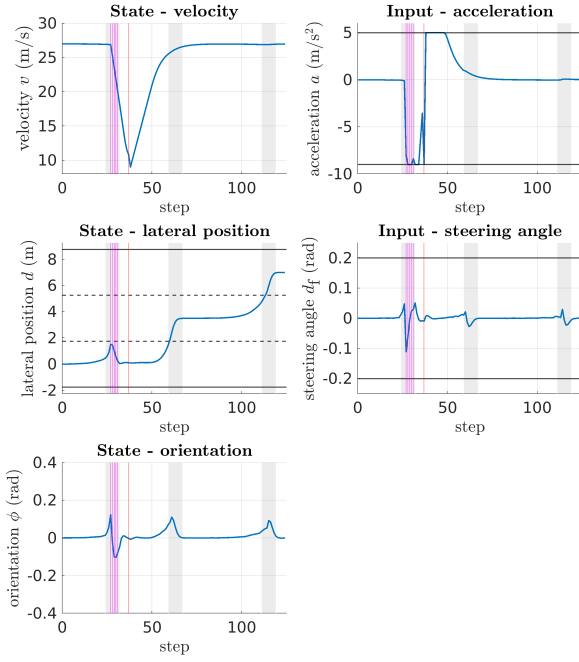 State - velocity
velocity v (m/s)
30
25
20
15
10
0
50
100
step
Input - acceleration
acceleration a (m/s²)
5
0
-5
-10
0
50
100
step
State - lateral position
lateral position d (m)
8
6
4
2
0
-2
0
50
100
step
Input - steering angle
steering angle d_f (rad)
0.2
0.1
0
-0.1
-0.2
0
50
100
step
State - orientation
orientation ϕ (rad)
0.4
0.2
0
-0.2
-0.4
0
50
100
step